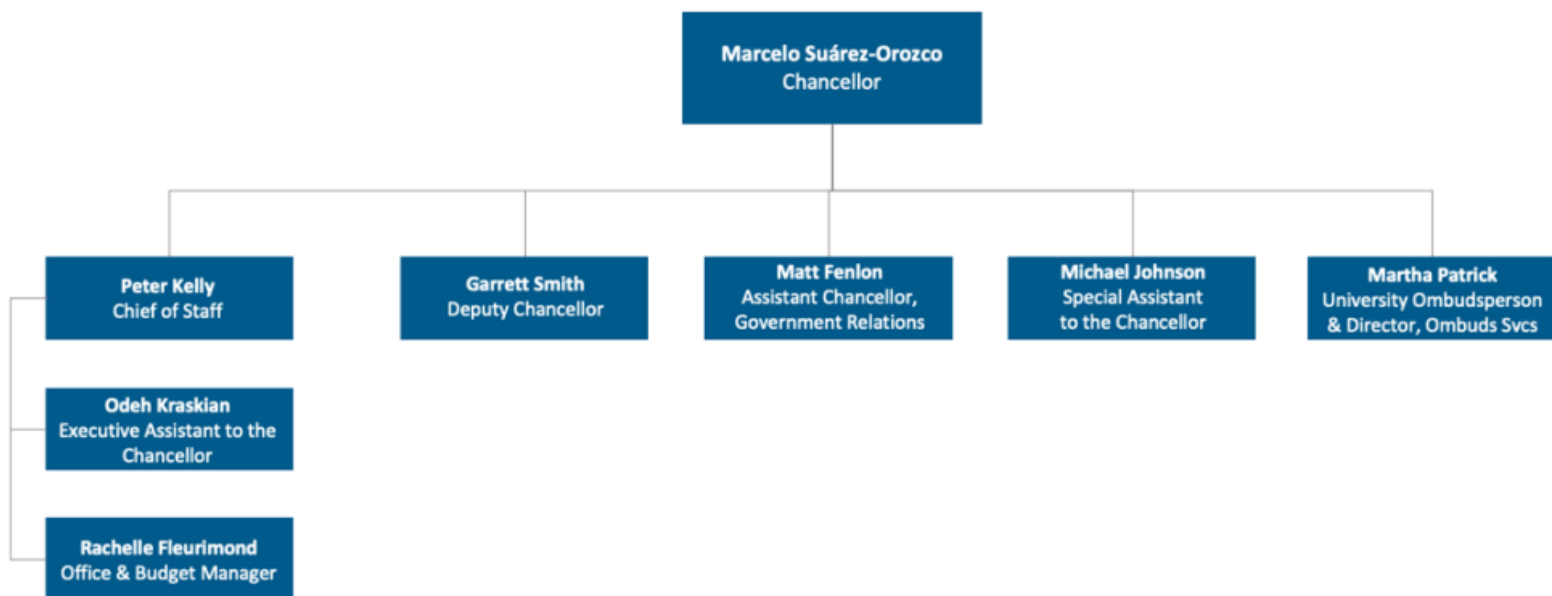 Marcelo Suárez-Orozco
Chancellor
Peter Kelly
Chief of Staff
Garrett Smith
Deputy Chancellor
Matt Fenlon
Assistant Chancellor,
Government Relations
Michael Johnson
Special Assistant
to the Chancellor
Martha Patrick
University Ombudsperson
& Director, Ombuds Svcs
Odeh Kraskian
Executive Assistant to the
Chancellor
Rachelle Fleurimond
Office & Budget Manager